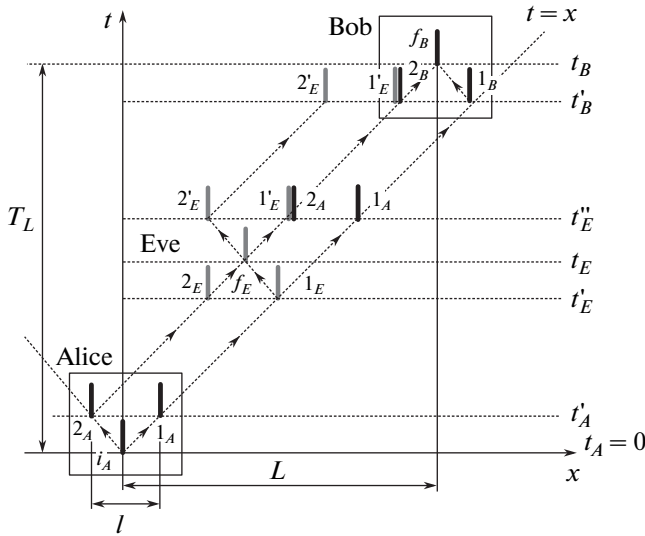 t
Bob
t = x
f_B
t_B
2'_E
1'_E
2_B
1_B
t'_B
2'_E
1'_E
2_A
1_A
t''_E
T_L
Eve
t_E
2_E
f_E
1_E
t'_E
Alice
t'_A
2_A
i_A
1_A
t_A = 0
L
x
l